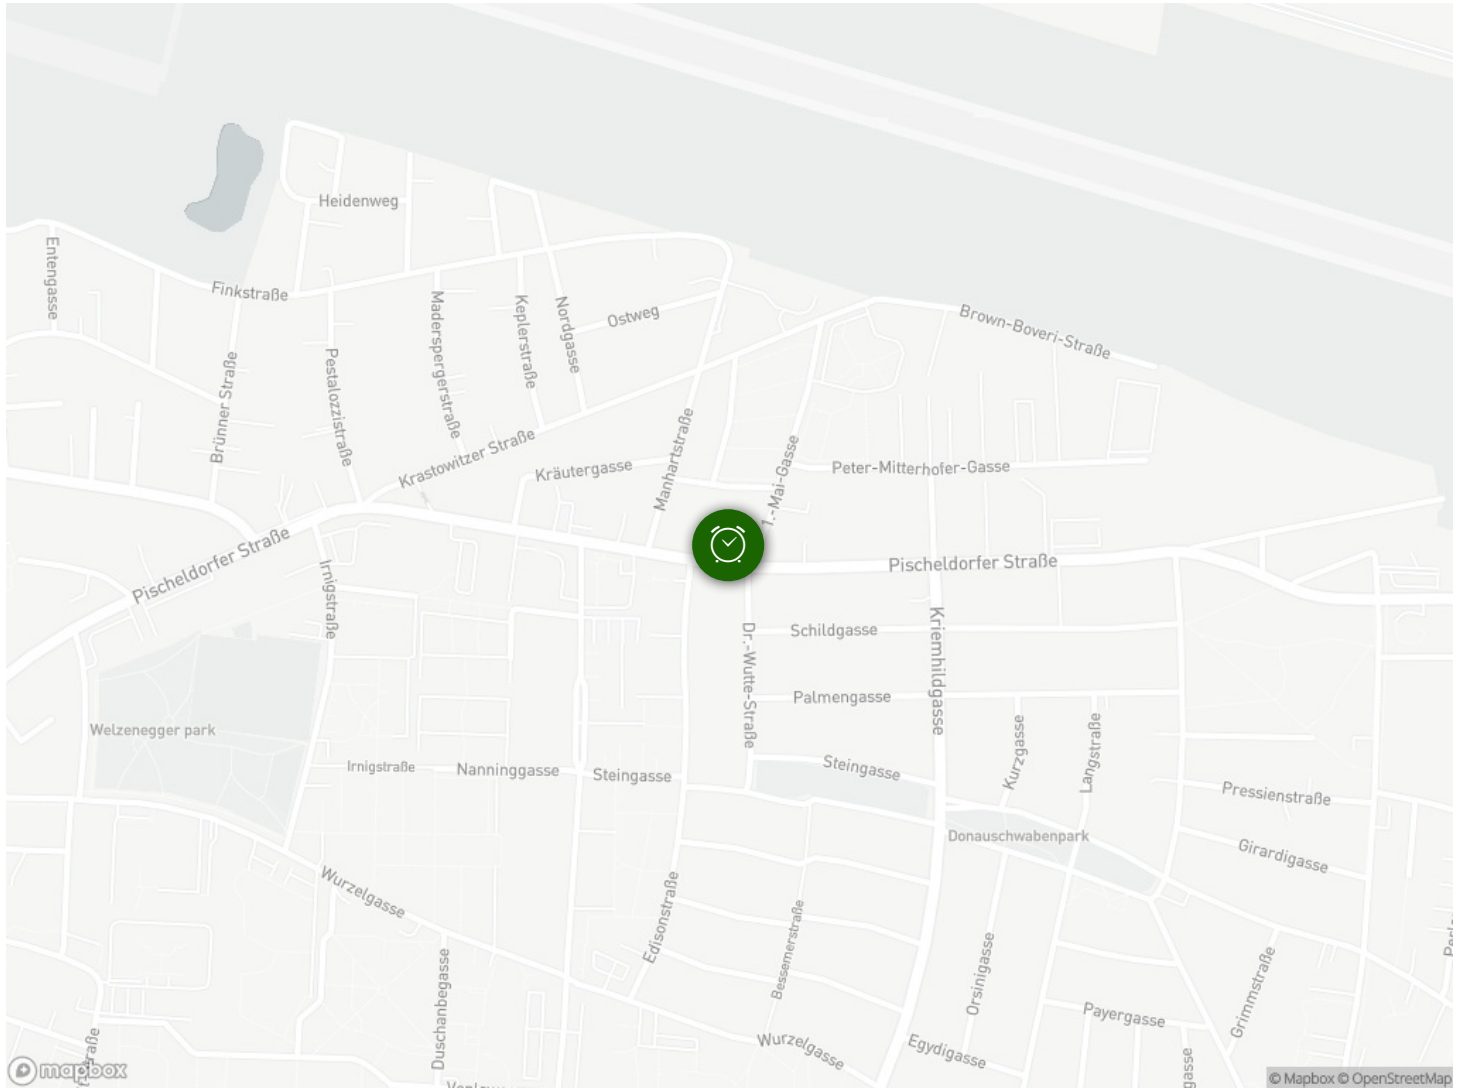 Heidenweg
Entengasse
Finkstraße
Maderspergerstraße
Keplerstraße
Nordgasse
Ostweg
Brown-Boveri-Straße
Brünner Straße
Pestalozzistraße
Krastowitzer Straße
Kräutergasse
Manhartstraße
1.-Mai-Gasse
Peter-Mitterhofer-Gasse
Pischeldorfer Straße
Pischeldorfer Straße
Irnigstraße
Dr.-Wutte-Straße
Schildgasse
Kriemhildgasse
Palmengasse
Welzenegger park
Irnigstraße
Nanninggasse
Steingasse
Steingasse
Kurzgasse
Langstraße
Pressienstraße
Donauschwabenpark
Girardigasse
Wurzelgasse
Edisonstraße
Bessemerstraße
Orsinigasse
Grimmstraße
Duschanbegasse
Payergasse
Wurzelgasse
Egydigasse
mapbox
© Mapbox © OpenStreetMap